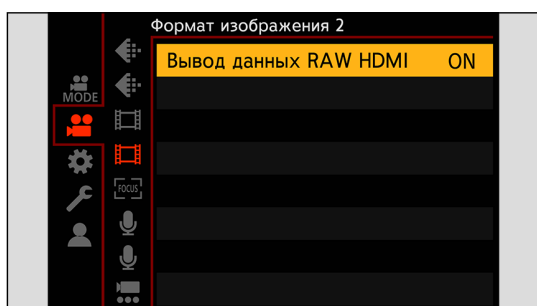 Формат изображения 2
Вывод данных RAW HDMI ON
MODE
FOCUS